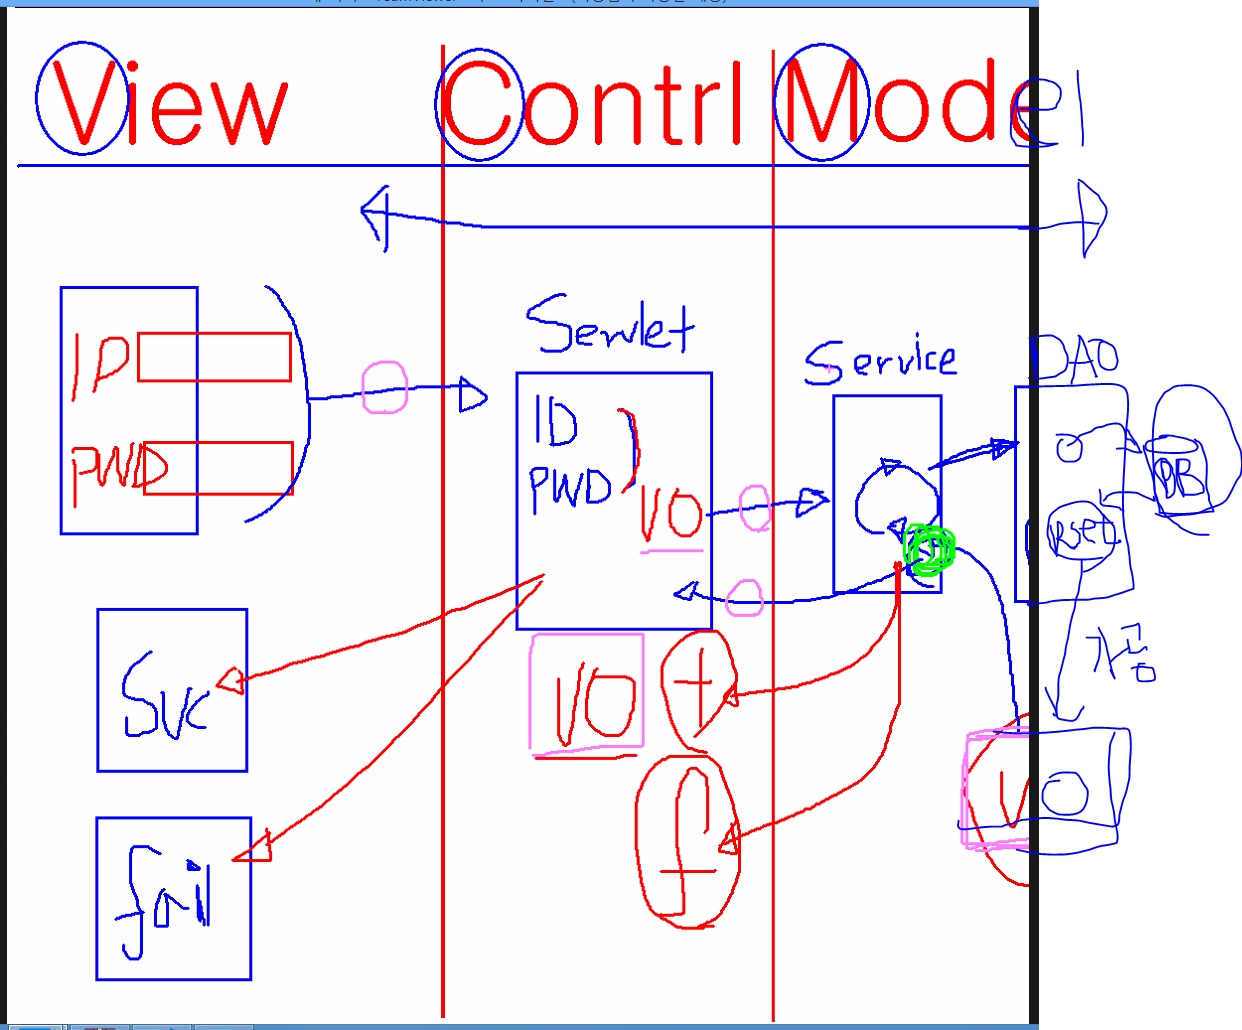 View Contrl Model
Servlet
Service
DAO
ID
PWD
ID
PWD
VO
DB
Rset
가공
Suc
VO
t
f
VO
fail